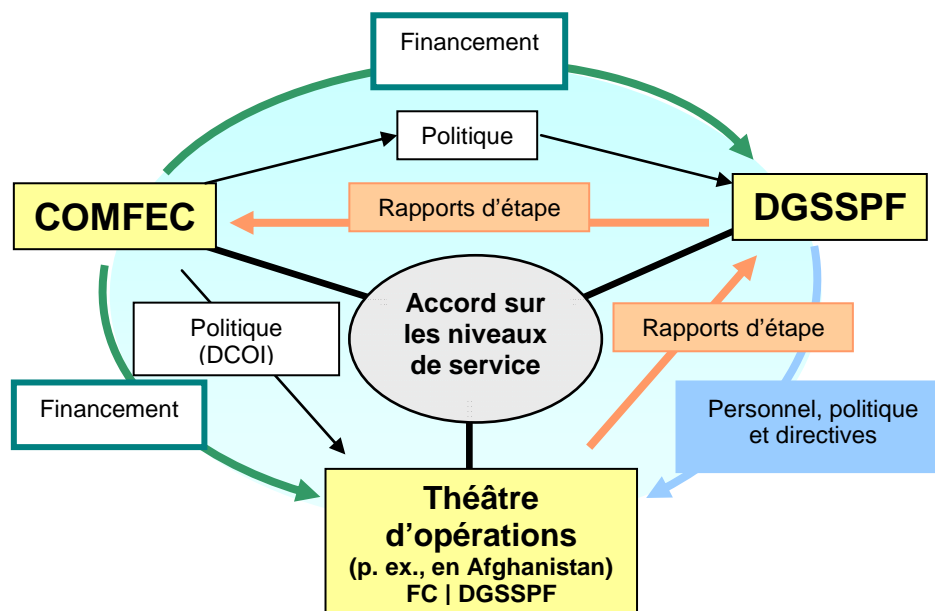 Financement
Politique
COMFEC
Rapports d'étape
DGSSPF
Accord sur
les niveaux
de service
Politique
(DCOI)
Rapports d'étape
Financement
Personnel, politique
et directives
Théâtre
d'opérations
(p. ex., en Afghanistan)
FC | DGSSPF